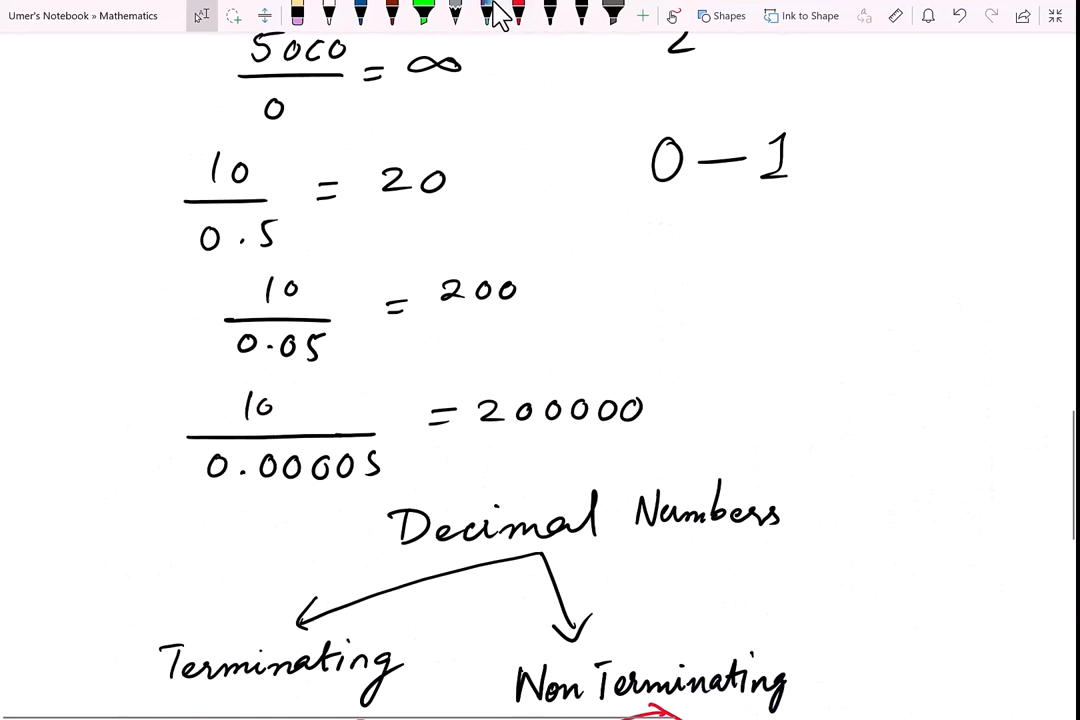 Umer's Notebook » Mathematics
Shapes
Ink to Shape
5000
0
= ∞
2
0 — 1
10
0.5
= 20
10
0.05
= 200
10
0.00005
= 200000
Decimal Numbers
Terminating
Non Terminating